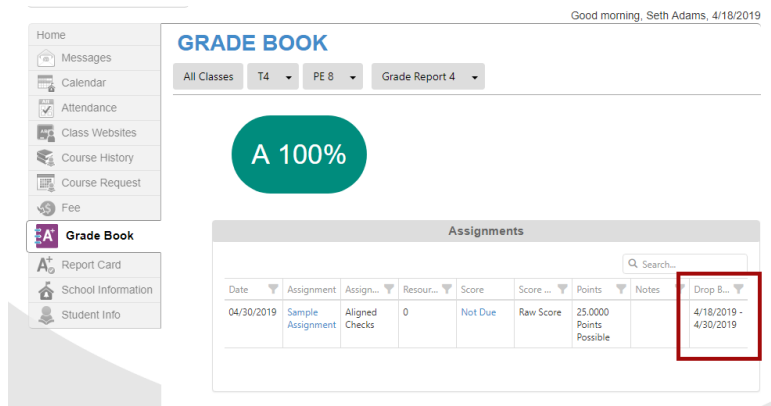 Good morning, Seth Adams, 4/18/2019
Home
Messages
Calendar
Attendance
Class Websites
Course History
Course Request
Fee
Grade Book
Report Card
School Information
Student Info
GRADE BOOK
All Classes T4 PE 8 Grade Report 4
A 100%
Assignments
Search...
Date Assignment Assign... Resour... Score Score ... Points Notes Drop B...
04/30/2019 Sample Aligned 0 Not Due Raw Score 25.0000 4/18/2019 -
Assignment Checks Points 4/30/2019
Possible